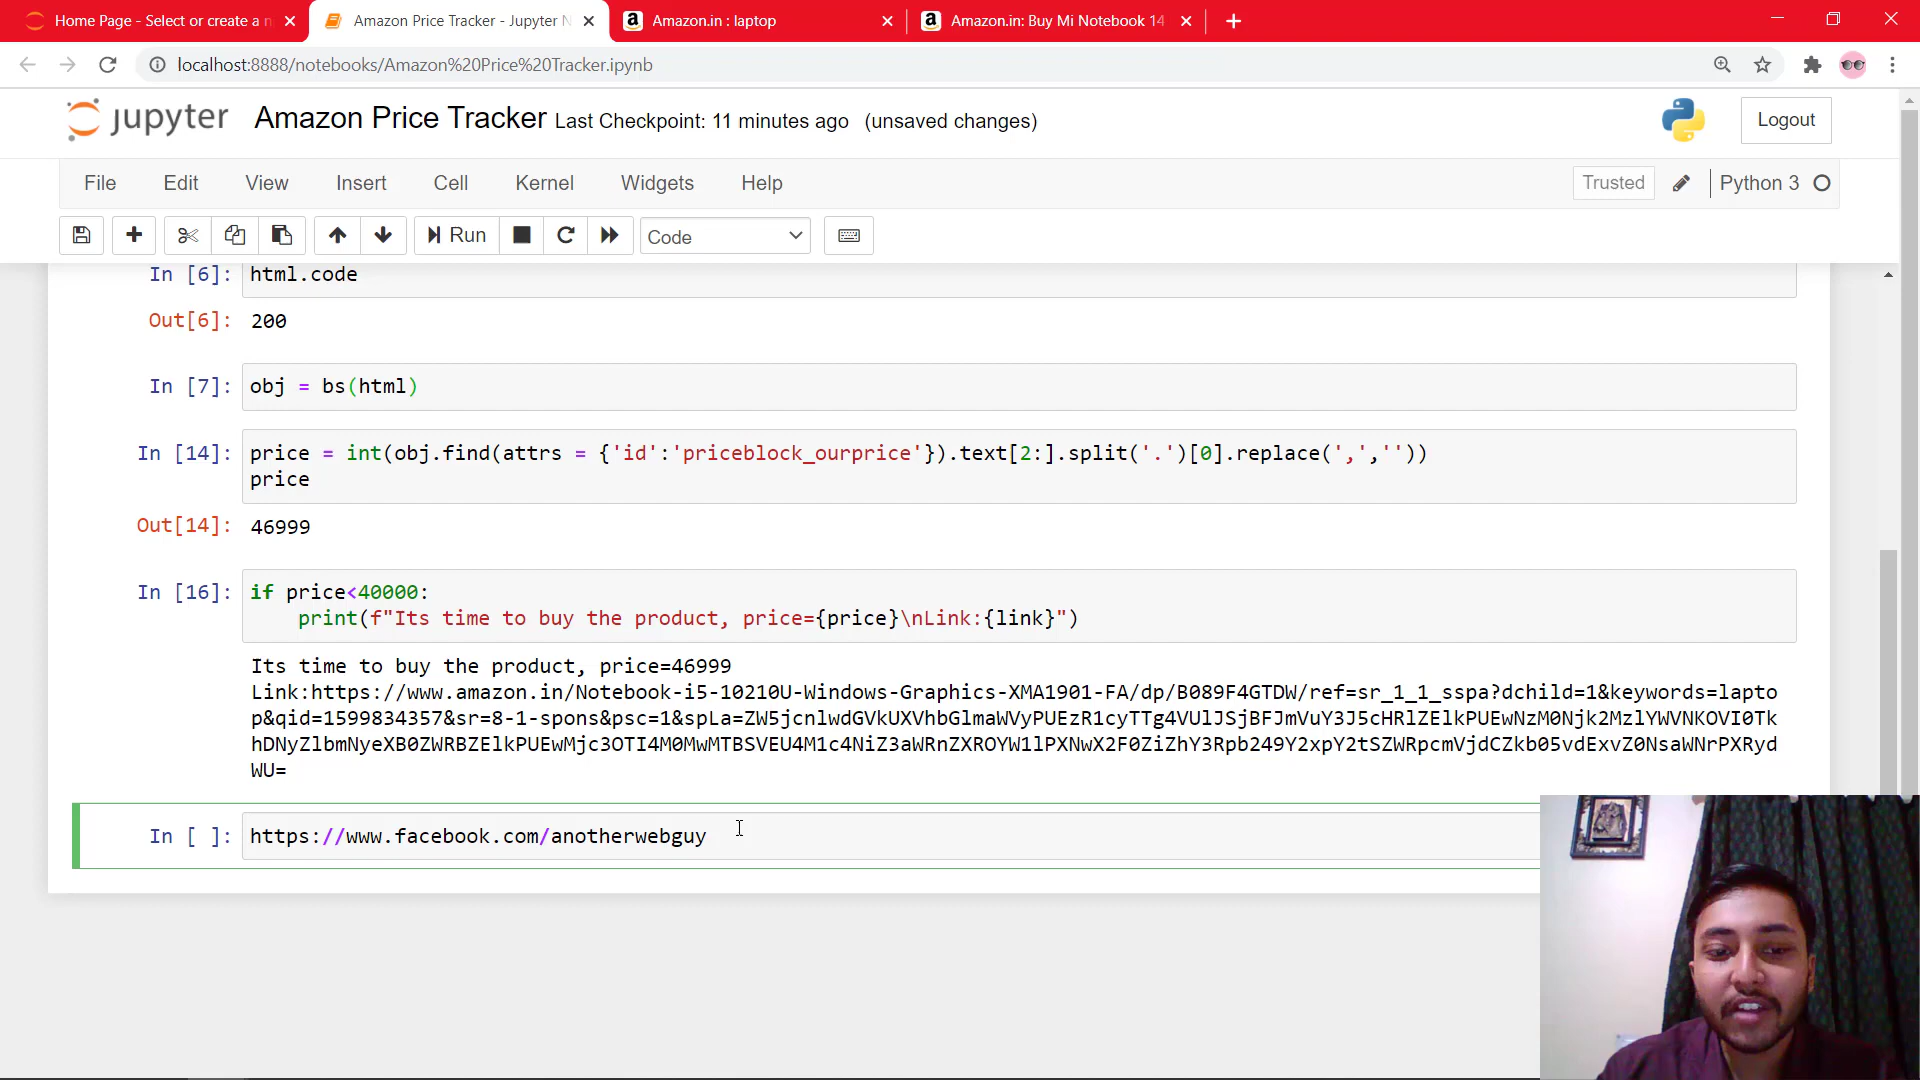 Home Page - Select or create a n
Amazon Price Tracker - Jupyter N
Amazon.in : laptop
Amazon.in: Buy Mi Notebook 14
localhost:8888/notebooks/Amazon%20Price%20Tracker.ipynb
jupyter Amazon Price Tracker Last Checkpoint: 11 minutes ago (unsaved changes)
Logout
File Edit View Insert Cell Kernel Widgets Help
Trusted
Python 3
Run
Code
In [6]: html.code
Out[6]: 200
In [7]: obj = bs(html)
In [14]: price = int(obj.find(attrs = {'id':'priceblock_ourprice'}).text[2:].split('.')[0].replace(',',''))
price
Out[14]: 46999
In [16]: if price<40000:
print(f"Its time to buy the product, price={price}\nLink:{link}")
Its time to buy the product, price=46999
Link:https://www.amazon.in/Notebook-i5-10210U-Windows-Graphics-XMA1901-FA/dp/B089F4GTDW/ref=sr_1_1_sspa?dchild=1&keywords=lapto
p&qid=1599834357&sr=8-1-spons&psc=1&spLa=ZW5jcnlwdGVkUXVhbGlmaWVyPUEzR1cyTTg4VUlJSjBFJmVuY3J5cHRlZElkPUEwNzM0Njk2MzlYWVNKOVI0Tk
hDNyZlbmNyeXB0ZWRBZElkPUEwMjc3OTI4M0MwMTBSVEU4M1c4NiZ3aWRnZXROYW1lPXNwX2F0ZiZhY3Rpb249Y2xpY2tSZWRpcmVjdCZkb05vdExvZ0NsaWNrPXRyd
WU=
In [ ]: https://www.facebook.com/anotherwebguy